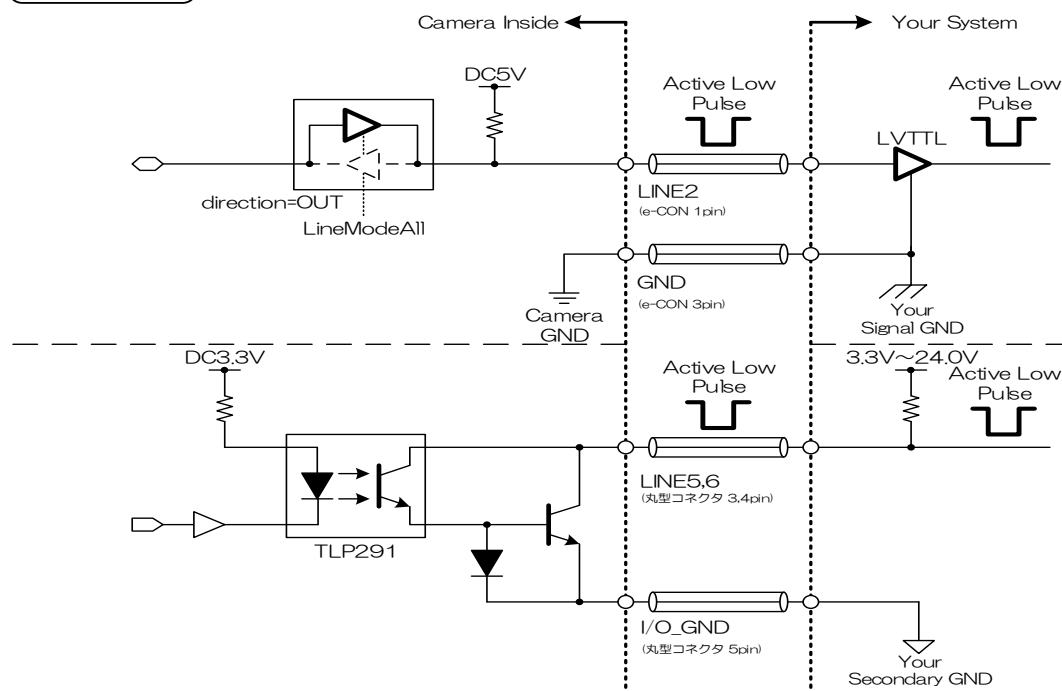 Camera Inside
Your System
DC5V
Active Low
Pulse
Active Low
Pulse
LVTTL
direction=OUT
LineModeAll
LINE2
(e-CON 1pin)
GND
(e-CON 3pin)
Camera
GND
Your
Signal GND
DC3.3V
3.3V～24.0V
Active Low
Pulse
Active Low
Pulse
LINE5,6
(丸型コネクタ 3,4pin)
TLP291
I/O_GND
(丸型コネクタ 5pin)
Your
Secondary GND